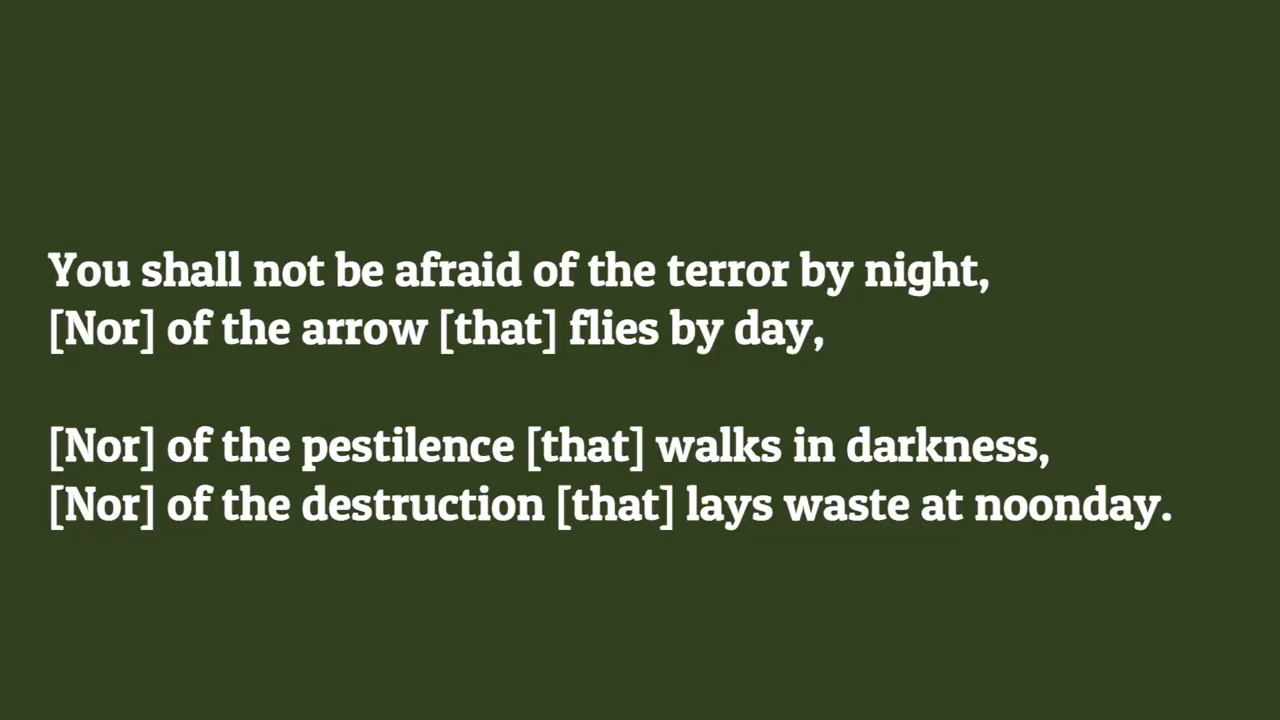 You shall not be afraid of the terror by night,
[Nor] of the arrow [that] flies by day,
[Nor] of the pestilence [that] walks in darkness,
[Nor] of the destruction [that] lays waste at noonday.